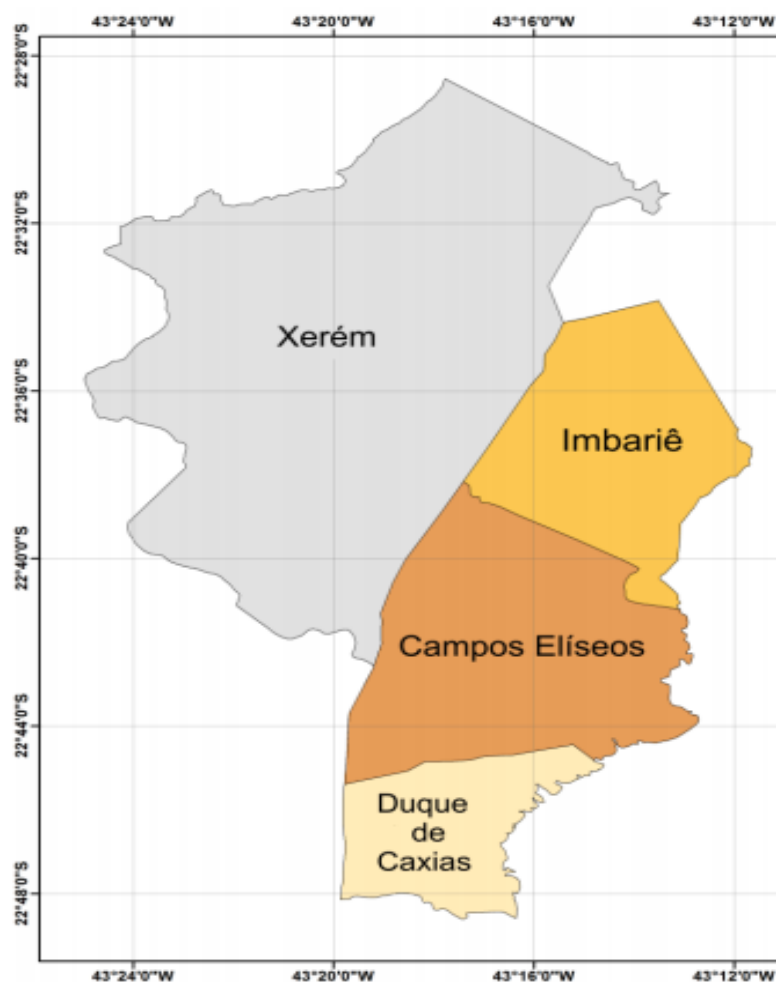 43°24'0"W 43°20'0"W 43°16'0"W 43°12'0"W
22°28'0"S
22°32'0"S
Xerém
22°36'0"S
Imbariê
22°40'0"S
Campos Elíseos
22°44'0"S
Duque
de
Caxias
22°48'0"S
43°24'0"W 43°20'0"W 43°16'0"W 43°12'0"W